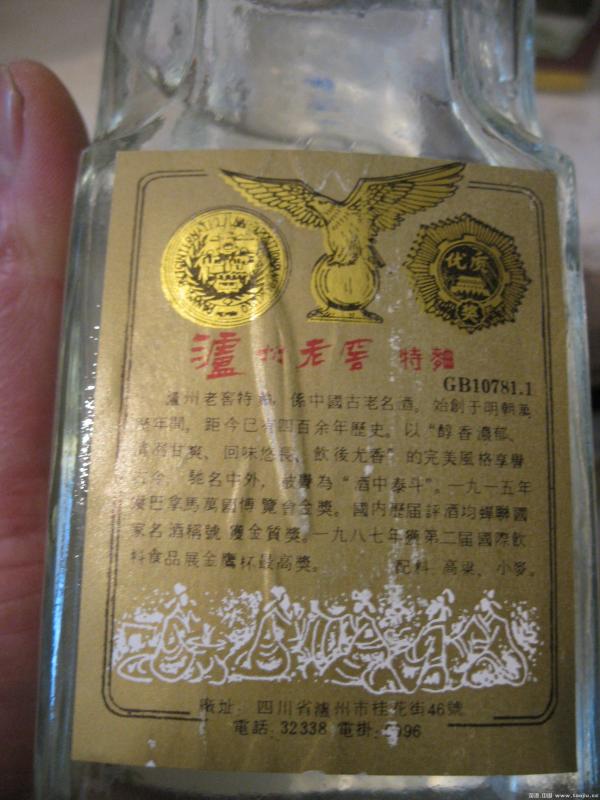 优质
奖
瀘州老窖 特麯
GB10781.1
瀘州老窖特麯,係中國古老名酒,始創于明朝萬
歷年間,距今已有四百余年歷史。以“醇香濃郁、
清洌甘爽、回味悠長、飲後尤香”的完美風格享譽
古今,馳名中外,被譽為“酒中泰斗”。一九一五年
獲巴拿馬萬國博覽會金獎。國内歷届評酒均蟬聯國
家名酒稱號獲金質獎。一九八七年獲第二届國際飲
料食品展金鷹杯最高獎。 配料:高粱、小麥。
廠址:四川省瀘州市桂花街46號
電話:32338 電掛: